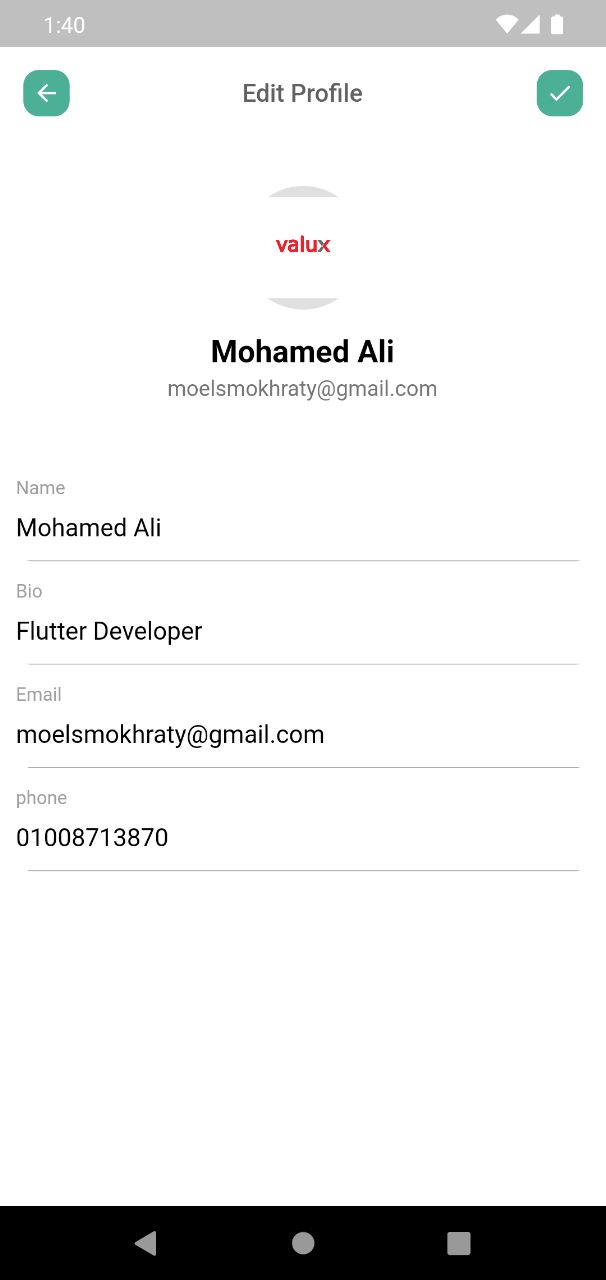 1:40
Edit Profile
valux
Mohamed Ali
moelsmokhraty@gmail.com
Name
Mohamed Ali
Bio
Flutter Developer
Email
moelsmokhraty@gmail.com
phone
01008713870